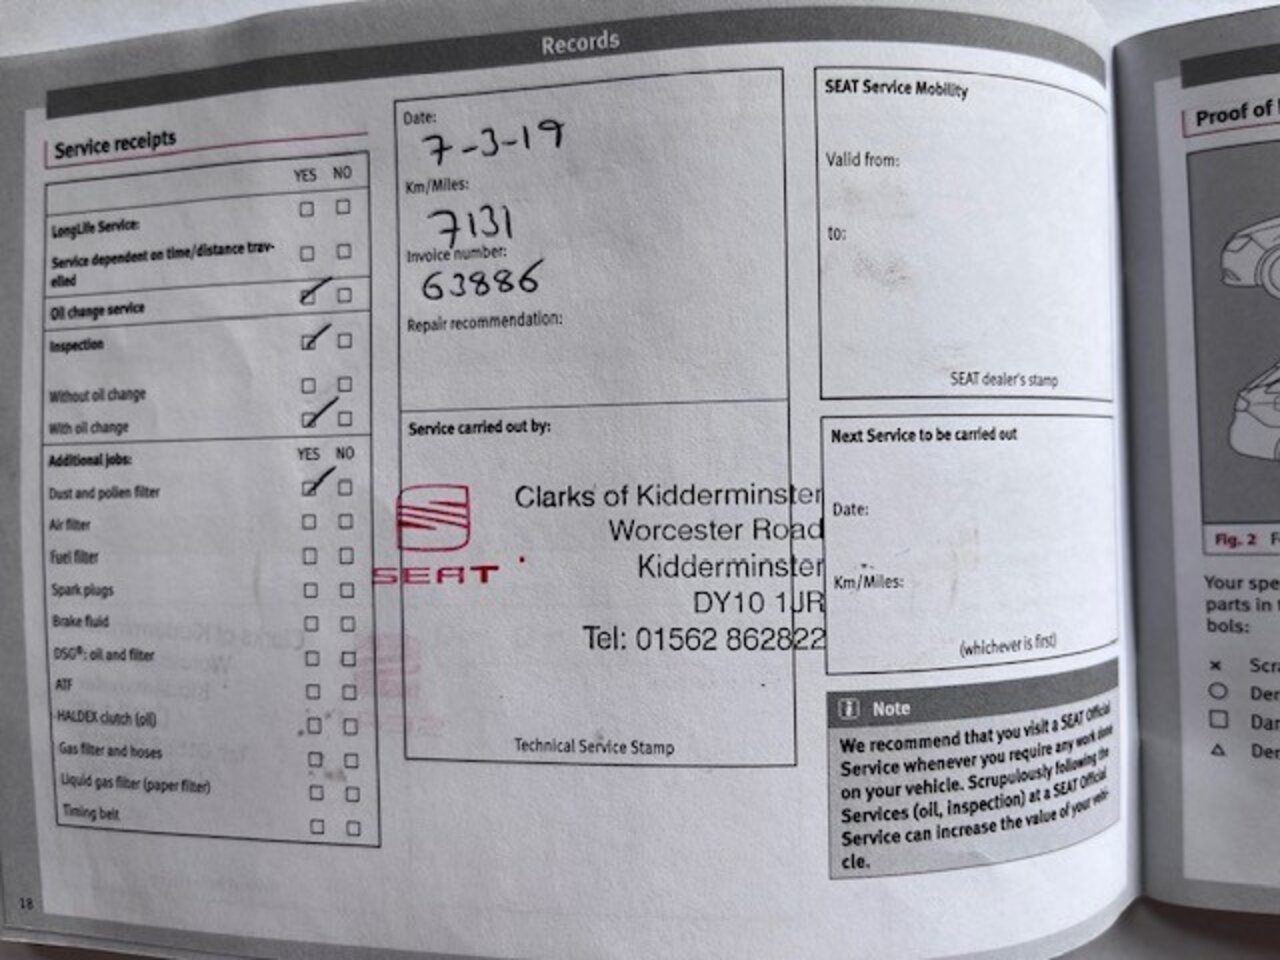 Records
Service receipts
YES NO
LongLife Service:
Service dependent on time/distance trav-
elled
Oil change service
Inspection
Without oil change
With oil change
Additional jobs: YES NO
Dust and pollen filter
Air filter
Fuel filter
Spark plugs
Brake fluid
DSG®: oil and filter
ATF
HALDEX clutch (oil)
Gas filter and hoses
Liquid gas filter (paper filter)
Timing belt
18
Date:
7-3-19
Km/Miles:
7131
Invoice number:
63886
Repair recommendation:
Service carried out by:
SEAT
Clarks of Kidderminster
Worcester Road
Kidderminster
DY10 1JR
Tel: 01562 862822
Technical Service Stamp
SEAT Service Mobility
Valid from:
to:
SEAT dealer's stamp
Next Service to be carried out
Date:
Km/Miles:
(whichever is first)
Note
We recommend that you visit a SEAT Official
Service whenever you require any work done
on your vehicle. Scrupulously following the
Services (oil, inspection) at a SEAT Official
Service can increase the value of your vehi-
cle.
Proof of
Fig. 2
Your spe
parts in
bols:
Scra
Der
Dar
Der